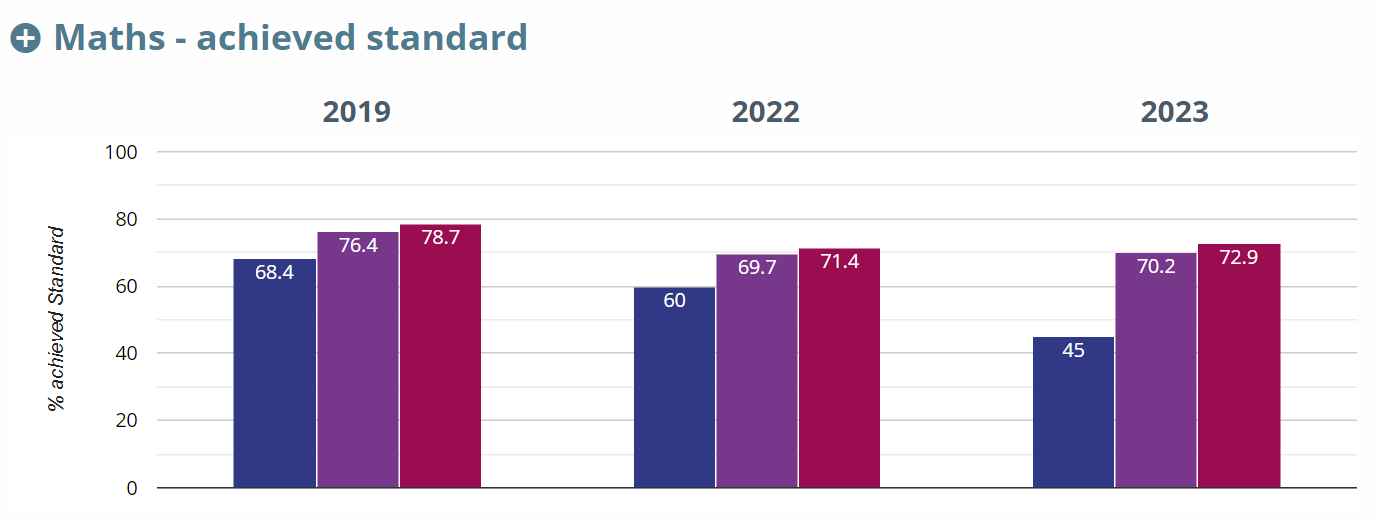 Maths - achieved standard
2019 2022 2023
100
80
60
40
20
0
% achieved Standard
68.4 76.4 78.7
60 69.7 71.4
45 70.2 72.9